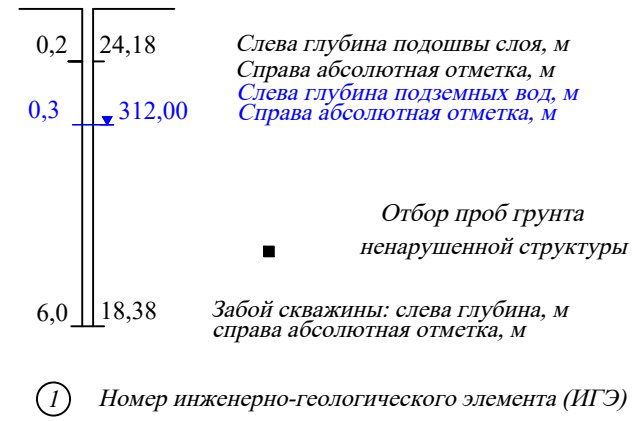 0,2 24,18 Слева глубина подошвы слоя, м
Справа абсолютная отметка, м
Слева глубина подземных вод, м
0,3 312,00 Справа абсолютная отметка, м
Отбор проб грунта
ненарушенной структуры
6,0 18,38 Забой скважины: слева глубина, м
справа абсолютная отметка, м
1 Номер инженерно-геологического элемента (ИГЭ)